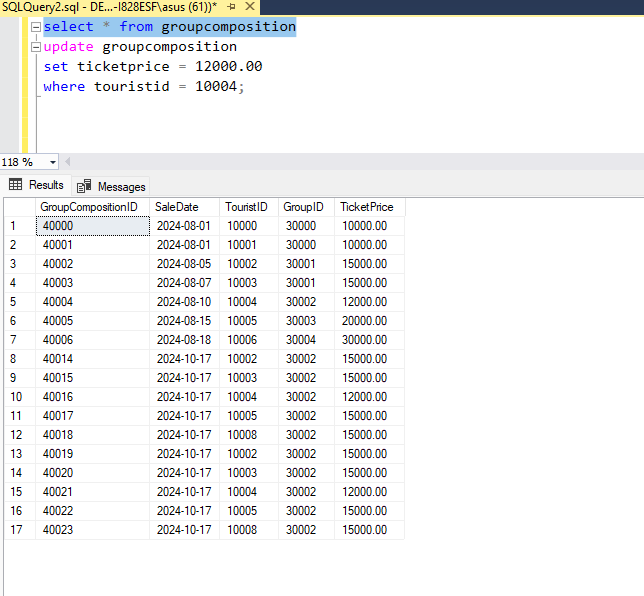 SQLQuery2.sql - DE...-I828ESF\asus (61))*
select * from groupcomposition
update groupcomposition
set ticketprice = 12000.00
where touristid = 10004;
118 %
Results Messages
GroupCompositionID SaleDate TouristID GroupID TicketPrice
1 40000 2024-08-01 10000 30000 10000.00
2 40001 2024-08-01 10001 30000 10000.00
3 40002 2024-08-05 10002 30001 15000.00
4 40003 2024-08-07 10003 30001 15000.00
5 40004 2024-08-10 10004 30002 12000.00
6 40005 2024-08-15 10005 30003 20000.00
7 40006 2024-08-18 10006 30004 30000.00
8 40014 2024-10-17 10002 30002 15000.00
9 40015 2024-10-17 10003 30002 15000.00
10 40016 2024-10-17 10004 30002 12000.00
11 40017 2024-10-17 10005 30002 15000.00
12 40018 2024-10-17 10008 30002 15000.00
13 40019 2024-10-17 10002 30002 15000.00
14 40020 2024-10-17 10003 30002 15000.00
15 40021 2024-10-17 10004 30002 12000.00
16 40022 2024-10-17 10005 30002 15000.00
17 40023 2024-10-17 10008 30002 15000.00